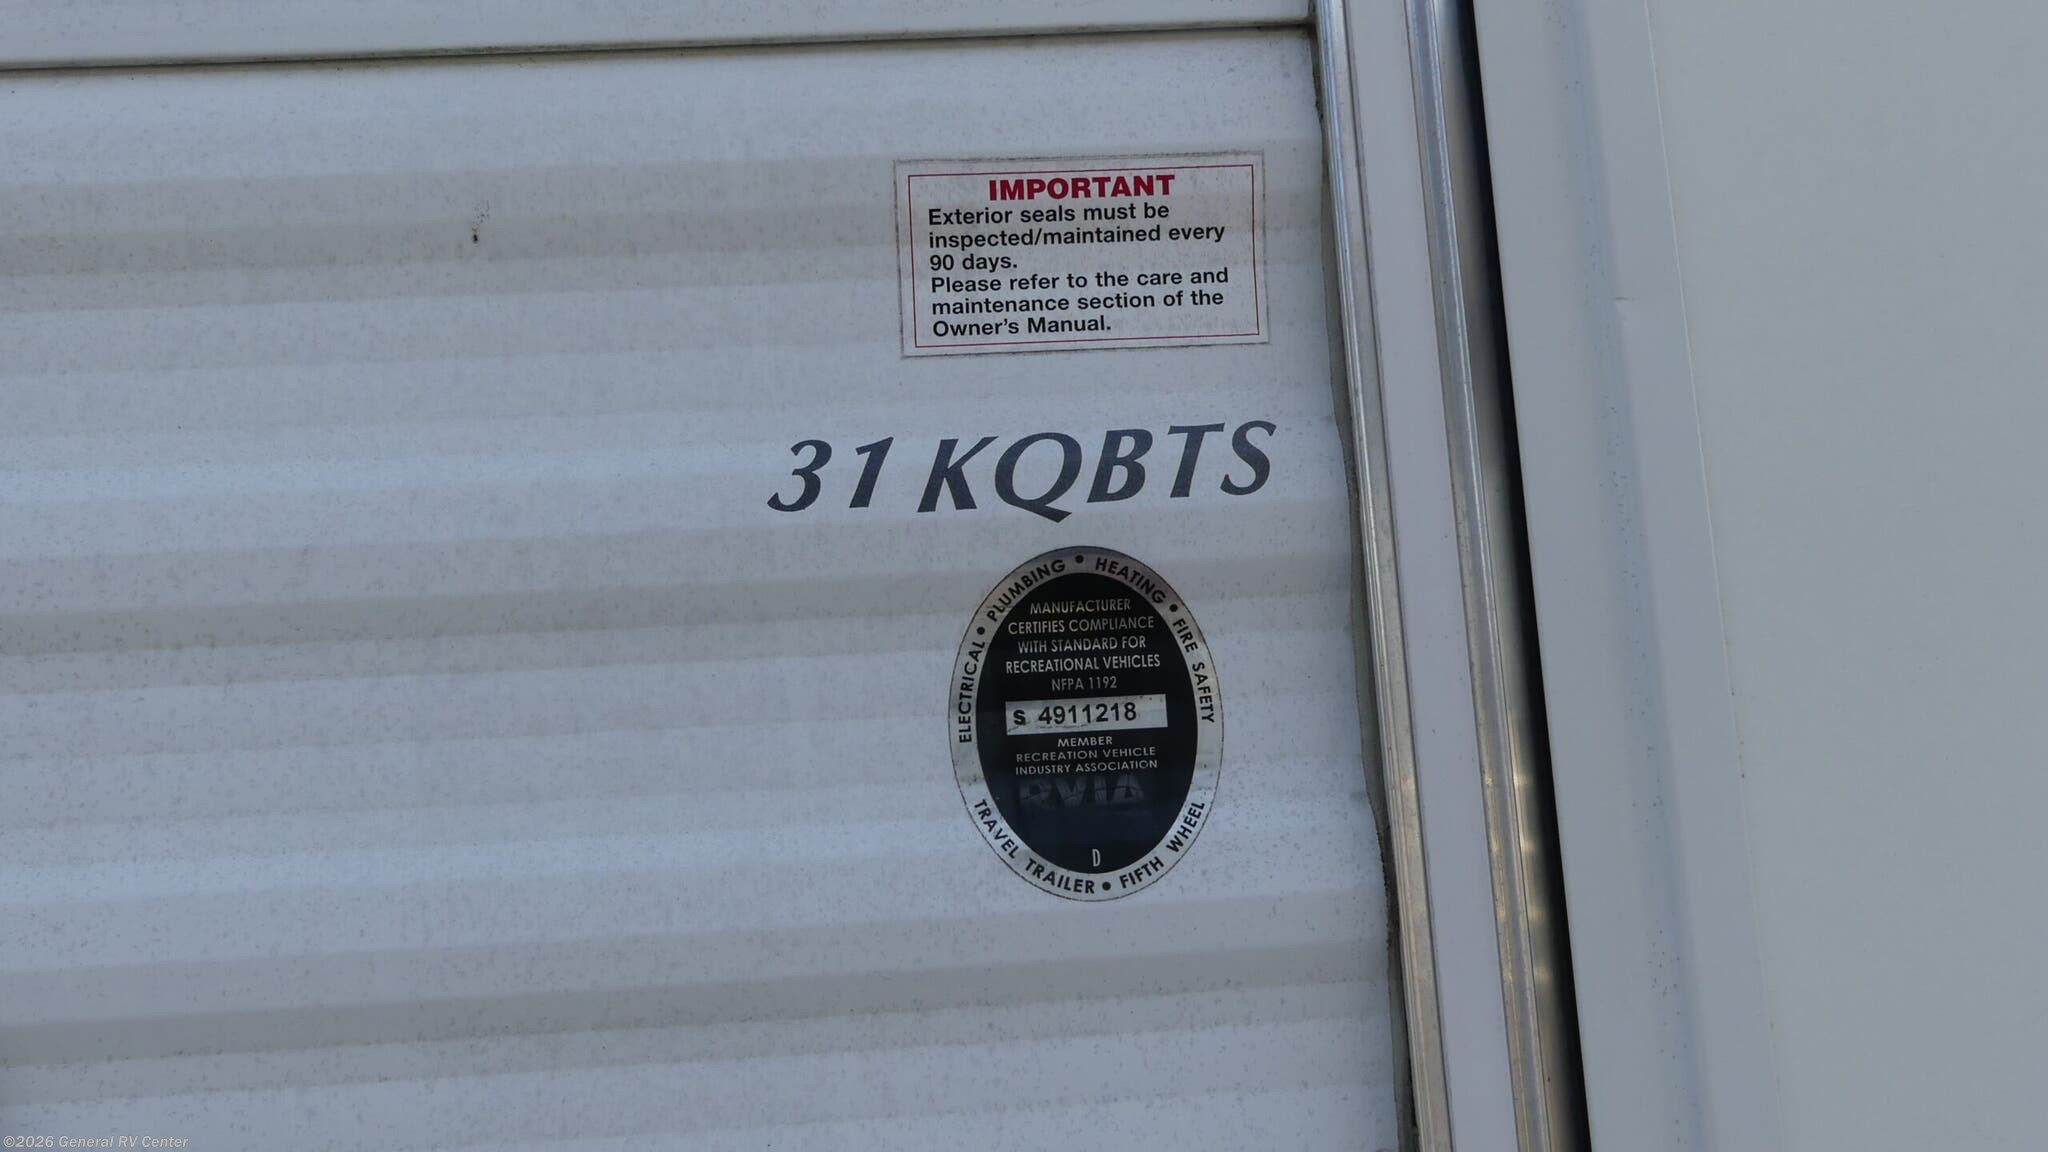 IMPORTANT
Exterior seals must be
inspected/maintained every
90 days.
Please refer to the care and
maintenance section of the
Owner's Manual.
31 KQBTS
ELECTRICAL • PLUMBING • HEATING • FIRE SAFETY
MANUFACTURER
CERTIFIES COMPLIANCE
WITH STANDARD FOR
RECREATIONAL VEHICLES
NFPA 1192
S 4911218
MEMBER
RECREATION VEHICLE
INDUSTRY ASSOCIATION
RVIA
D
TRAVEL TRAILER • FIFTH WHEEL
©2026 General RV Center